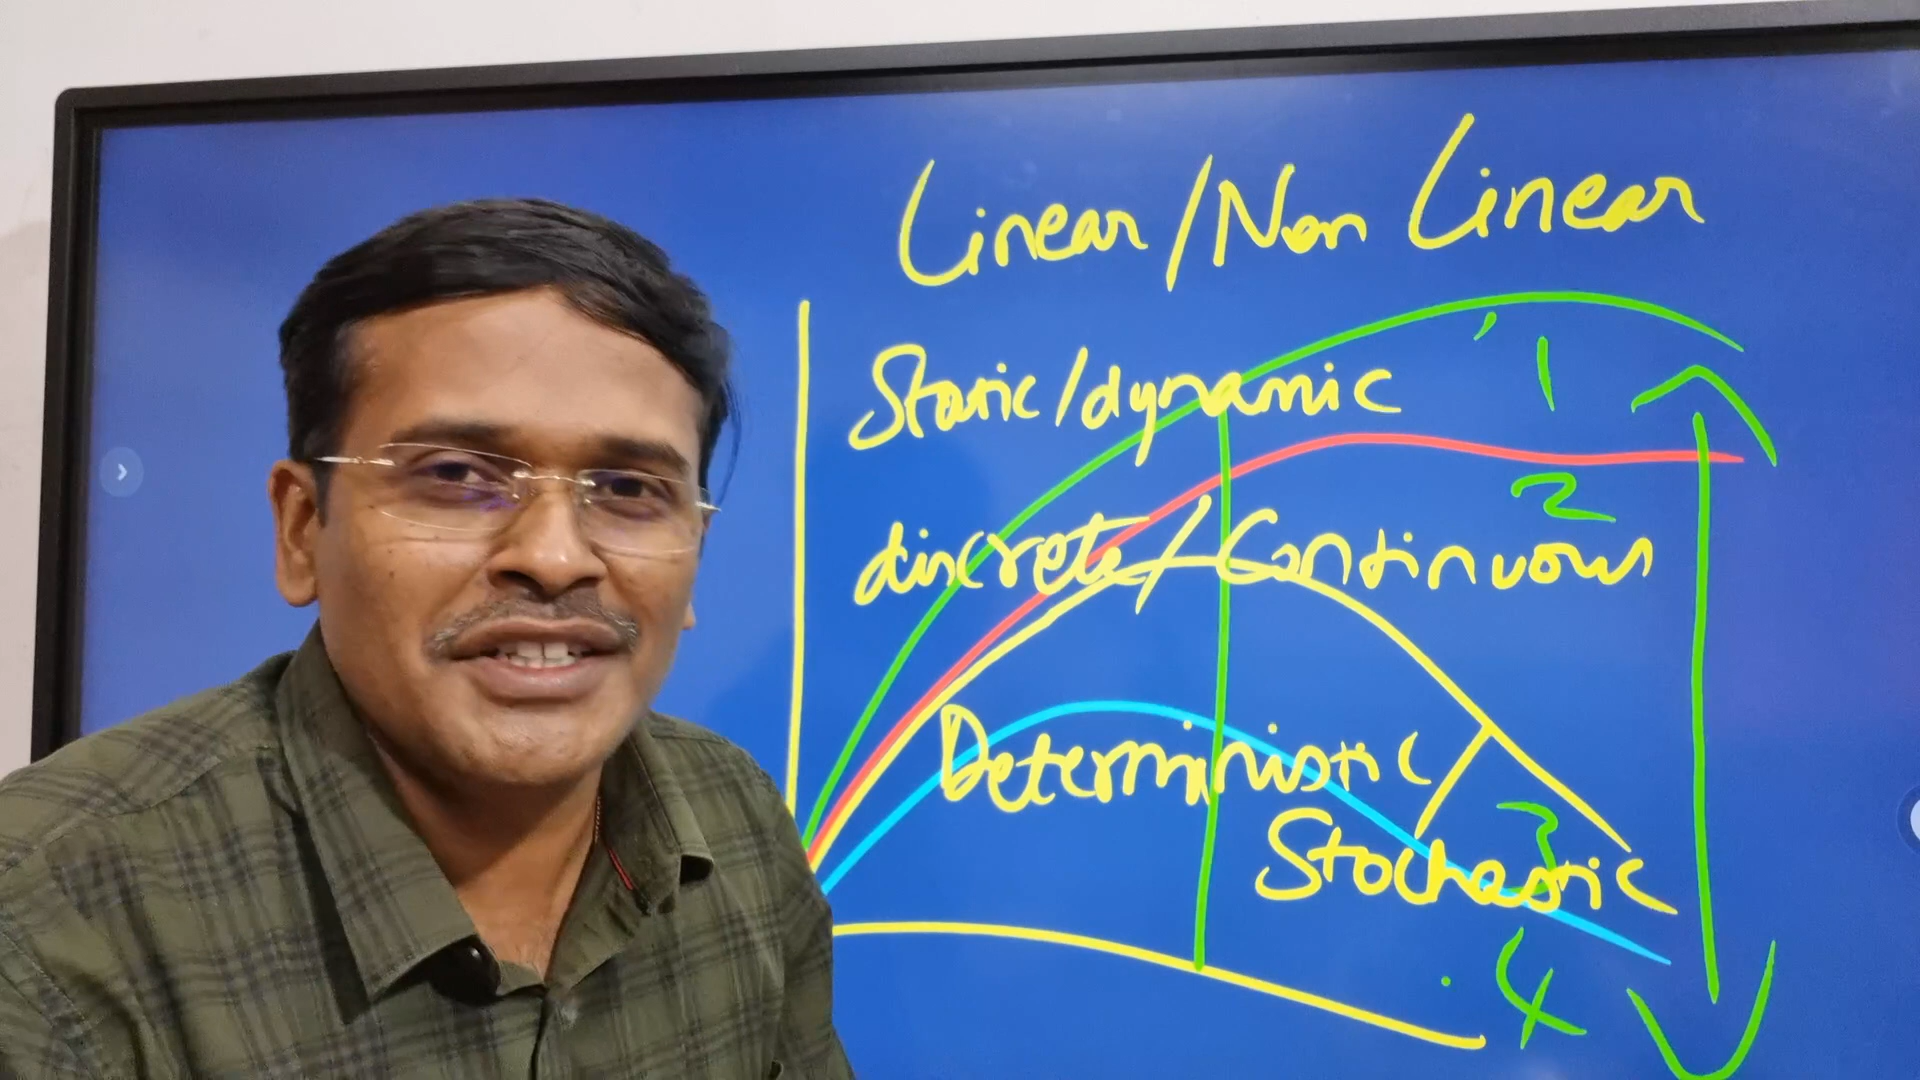 Linear/Non Linear
1
Static/dynamic
2
discrete/Continuous
Deterministic
3
Stochastic
4